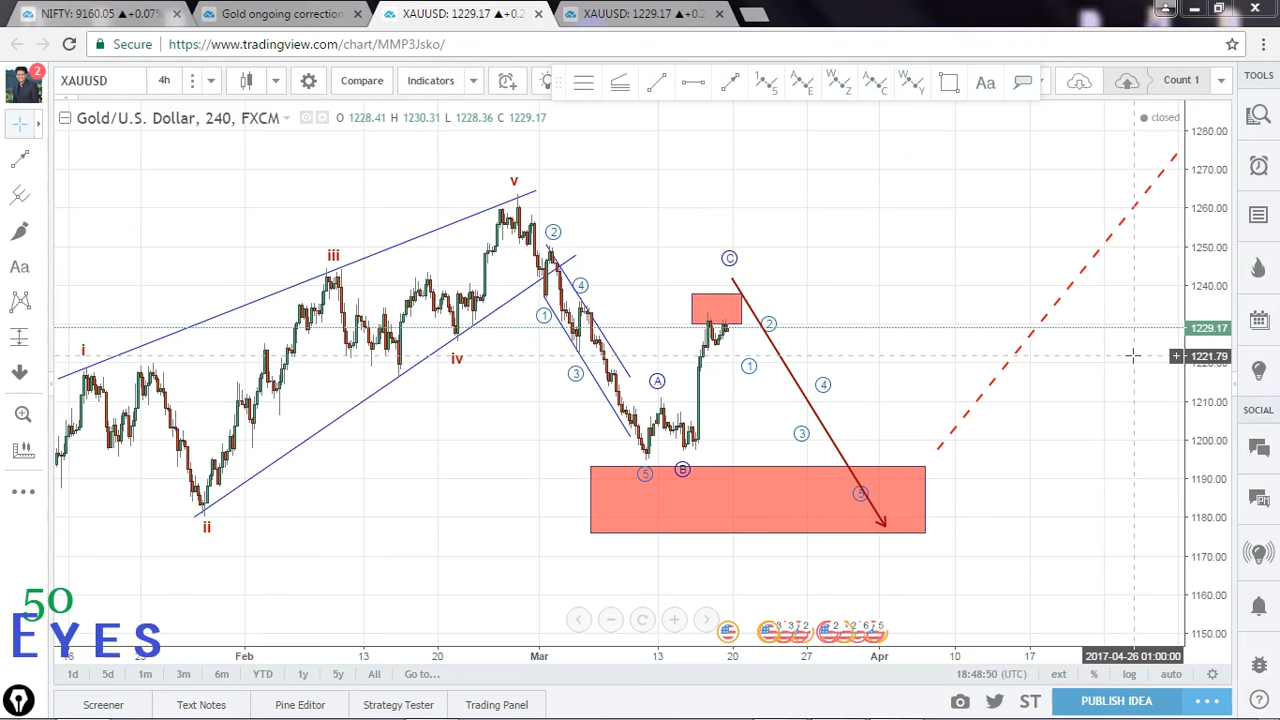 NIFTY: 9160.05 ▲+0.07%
Gold ongoing correction
XAUUSD: 1229.17 ▲+0.2
XAUUSD: 1229.17 ▲+0.2
Secure
https://www.tradingview.com/chart/MMP3Jsko/
2
XAUUSD
4h
Compare
Indicators
Aa
Count 1
TOOLS
Gold/U.S. Dollar, 240, FXCM
O 1228.41 H 1230.31 L 1228.36 C 1229.17
closed
1280.00
1270.00
1260.00
1250.00
1240.00
1229.17
1221.79
1210.00
1200.00
1190.00
1180.00
1170.00
1160.00
1150.00
i
ii
iii
iv
v
1
2
3
4
5
A
B
C
1
2
3
4
5
Aa
SOCIAL
50
EYES
Feb
13
20
Mar
13
20
27
Apr
10
17
2017-04-26 01:00:00
1d
5d
1m
3m
6m
YTD
1y
5y
All
Go to...
18:48:50 (UTC)
ext
%
log
auto
Screener
Text Notes
Pine Editor
Trading Panel
ST
PUBLISH IDEA